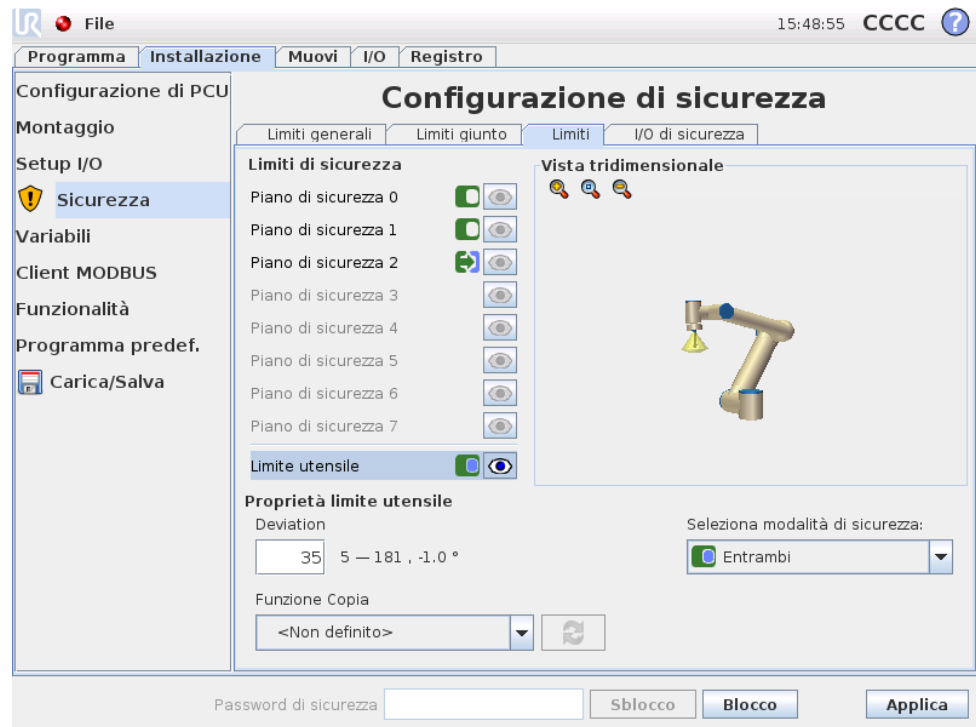 UR File 15:48:55 CCCC ?
Programma Installazione Muovi I/O Registro
Configurazione di PCU
Montaggio
Setup I/O
Sicurezza
Variabili
Client MODBUS
Funzionalità
Programma predef.
Carica/Salva
Configurazione di sicurezza
Limiti generali Limiti giunto Limiti I/O di sicurezza
Limiti di sicurezza
Piano di sicurezza 0
Piano di sicurezza 1
Piano di sicurezza 2
Piano di sicurezza 3
Piano di sicurezza 4
Piano di sicurezza 5
Piano di sicurezza 6
Piano di sicurezza 7
Limite utensile
Vista tridimensionale
Proprietà limite utensile
Deviation
35 5 — 181 , -1.0 °
Funzione Copia
<Non definito>
Seleziona modalità di sicurezza:
Entrambi
Password di sicurezza Sblocco Blocco Applica